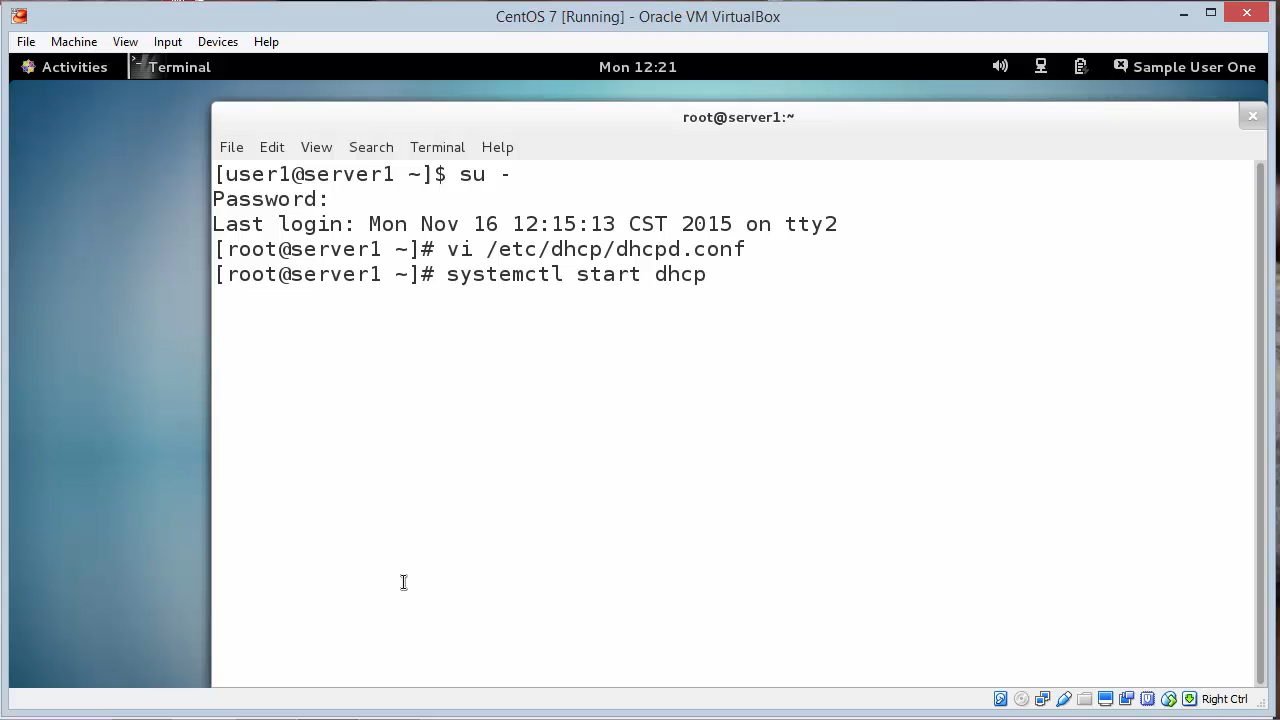 CentOS 7 [Running] - Oracle VM VirtualBox
File Machine View Input Devices Help
Activities Terminal Mon 12:21 Sample User One
root@server1:~
File Edit View Search Terminal Help
[user1@server1 ~]$ su -
Password:
Last login: Mon Nov 16 12:15:13 CST 2015 on tty2
[root@server1 ~]# vi /etc/dhcp/dhcpd.conf
[root@server1 ~]# systemctl start dhcp
Right Ctrl